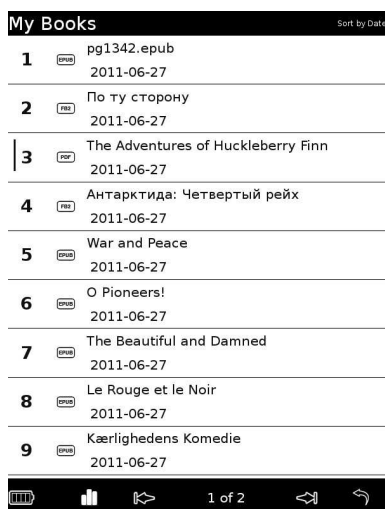 My Books
Sort by Date
1
EPUB
pg1342.epub
2011-06-27
2
FB2
По ту сторону
2011-06-27
3
PDF
The Adventures of Huckleberry Finn
2011-06-27
4
FB2
Антарктида: Четвертый рейх
2011-06-27
5
EPUB
War and Peace
2011-06-27
6
EPUB
O Pioneers!
2011-06-27
7
EPUB
The Beautiful and Damned
2011-06-27
8
EPUB
Le Rouge et le Noir
2011-06-27
9
EPUB
Kærlighedens Komedie
2011-06-27
1 of 2